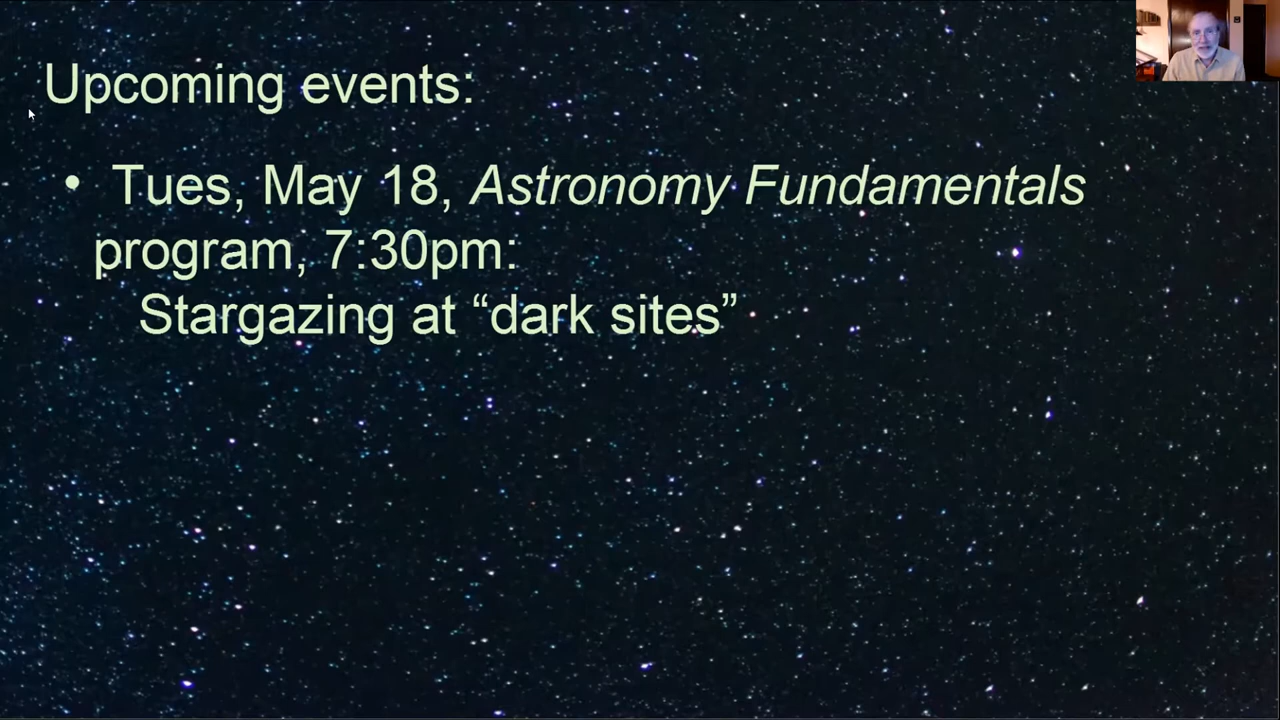 Upcoming events:
• Tues, May 18, Astronomy Fundamentals
program, 7:30pm:
Stargazing at “dark sites”